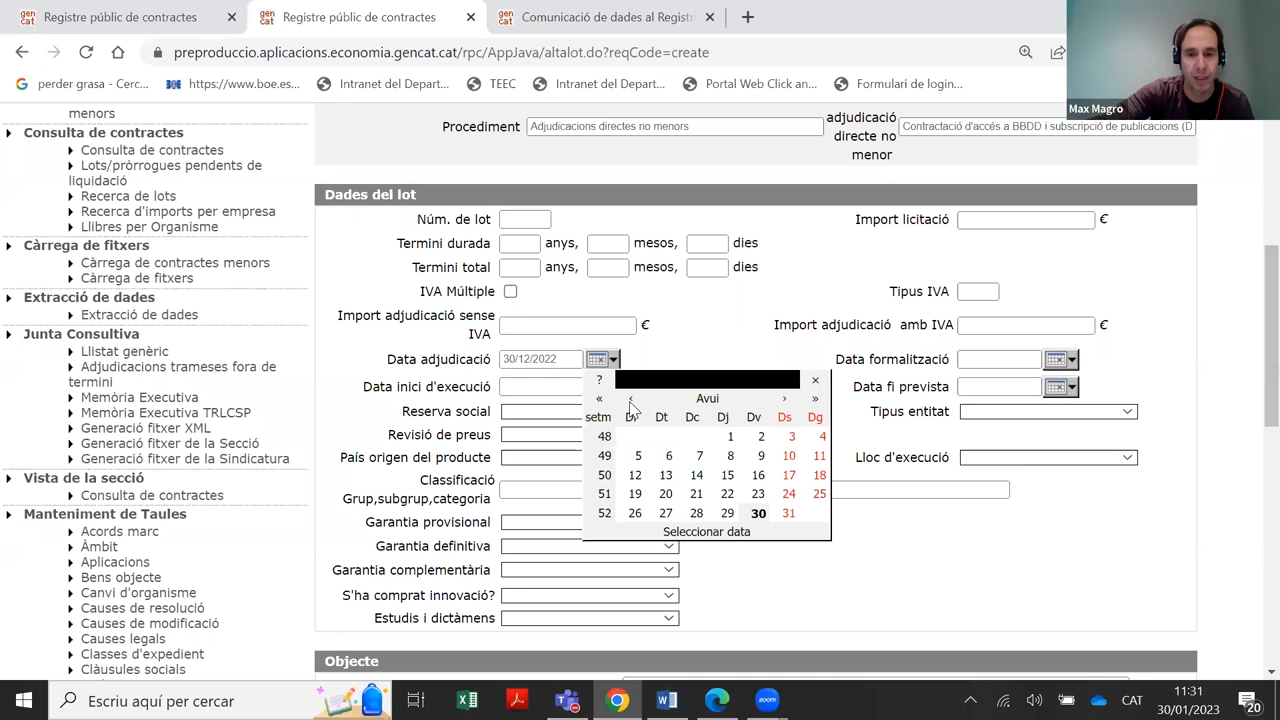 Registre públic de contractes
Registre públic de contractes
Comunicació de dades al Registr
preproduccio.aplicacions.economia.gencat.cat/rpc/AppJava/altalot.do?reqCode=create
perder grasa - Cerc...
https://www.boe.es...
Intranet del Depart...
TEEC
Intranet del Depart...
Portal Web Click an...
Formulari de login...
Max Magro
menors
Consulta de contractes
Consulta de contractes
Lots/pròrrogues pendents de
liquidació
Recerca de lots
Recerca d'imports per empresa
Llibres per Organisme
Càrrega de fitxers
Càrrega de contractes menors
Càrrega de fitxers
Extracció de dades
Extracció de dades
Junta Consultiva
Llistat genèric
Adjudicacions trameses fora de
termini
Memòria Executiva
Memòria Executiva TRLCSP
Generació fitxer XML
Generació fitxer de la Secció
Generació fitxer de la Sindicatura
Vista de la secció
Consulta de contractes
Manteniment de Taules
Acords marc
Àmbit
Aplicacions
Bens objecte
Canvi d'organisme
Causes de resolució
Causes de modificació
Causes legals
Classes d'expedient
Clàusules socials
Procediment Adjudicacions directes no menors
adjudicació
directe no
menor
Contractació d'accés a BBDD i subscripció de publicacions (D
Dades del lot
Núm. de lot Import licitació €
Termini durada anys, mesos, dies
Termini total anys, mesos, dies
IVA Múltiple Tipus IVA
Import adjudicació sense
IVA €
Import adjudicació amb IVA €
Data adjudicació 30/12/2022 Data formalització
Data inici d'execució Data fi prevista
Reserva social Tipus entitat
Revisió de preus
País origen del producte Lloc d'execució
Classificació
Grup,subgrup,categoria
Garantia provisional
Garantia definitiva
Garantia complementària
S'ha comprat innovació?
Estudis i dictàmens
? ×
« ‹ Avui › »
setm Dl Dt Dc Dj Dv Ds Dg
48 1 2 3 4
49 5 6 7 8 9 10 11
50 12 13 14 15 16 17 18
51 19 20 21 22 23 24 25
52 26 27 28 29 30 31
Seleccionar data
Objecte
Escriu aquí per cercar
CAT
11:31
30/01/2023
20